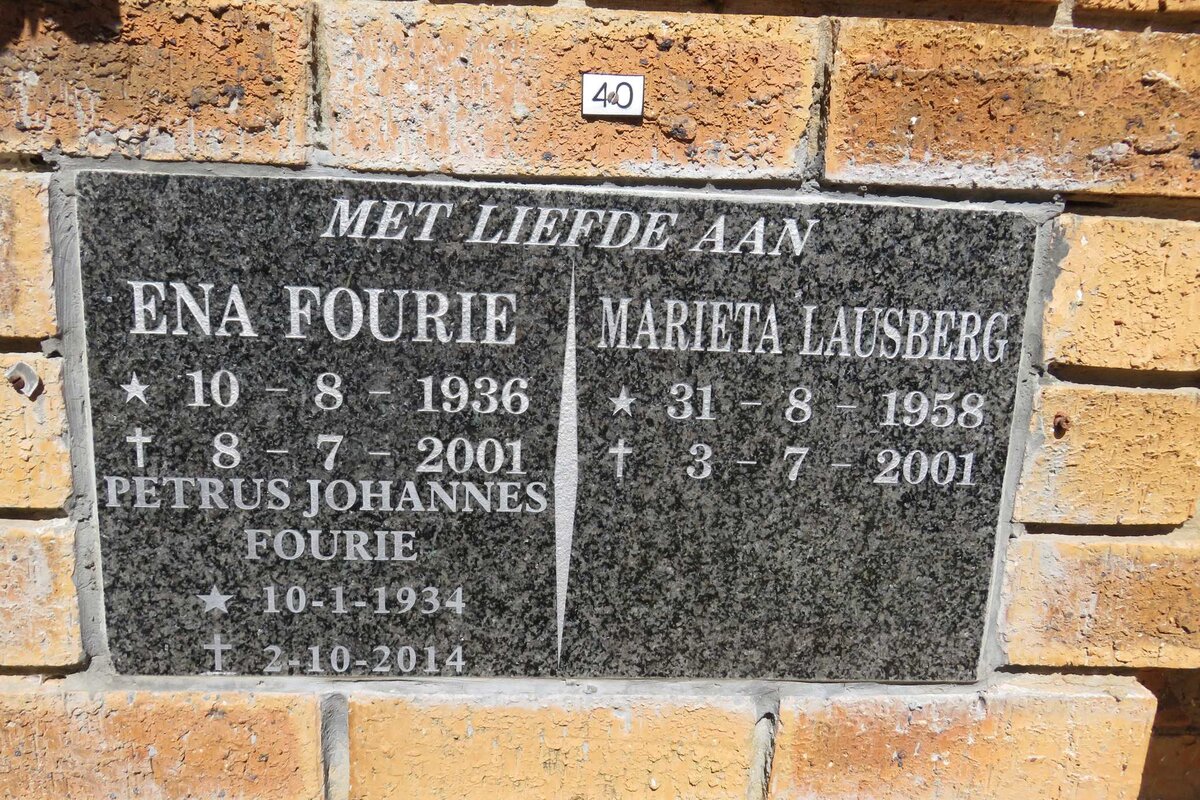 40
MET LIEFDE AAN
ENA FOURIE
★ 10 - 8 - 1936
✝ 8 - 7 - 2001
PETRUS JOHANNES
FOURIE
★ 10-1-1934
✝ 2-10-2014
MARIETA LAUSBERG
★ 31 - 8 - 1958
✝ 3 - 7 - 2001